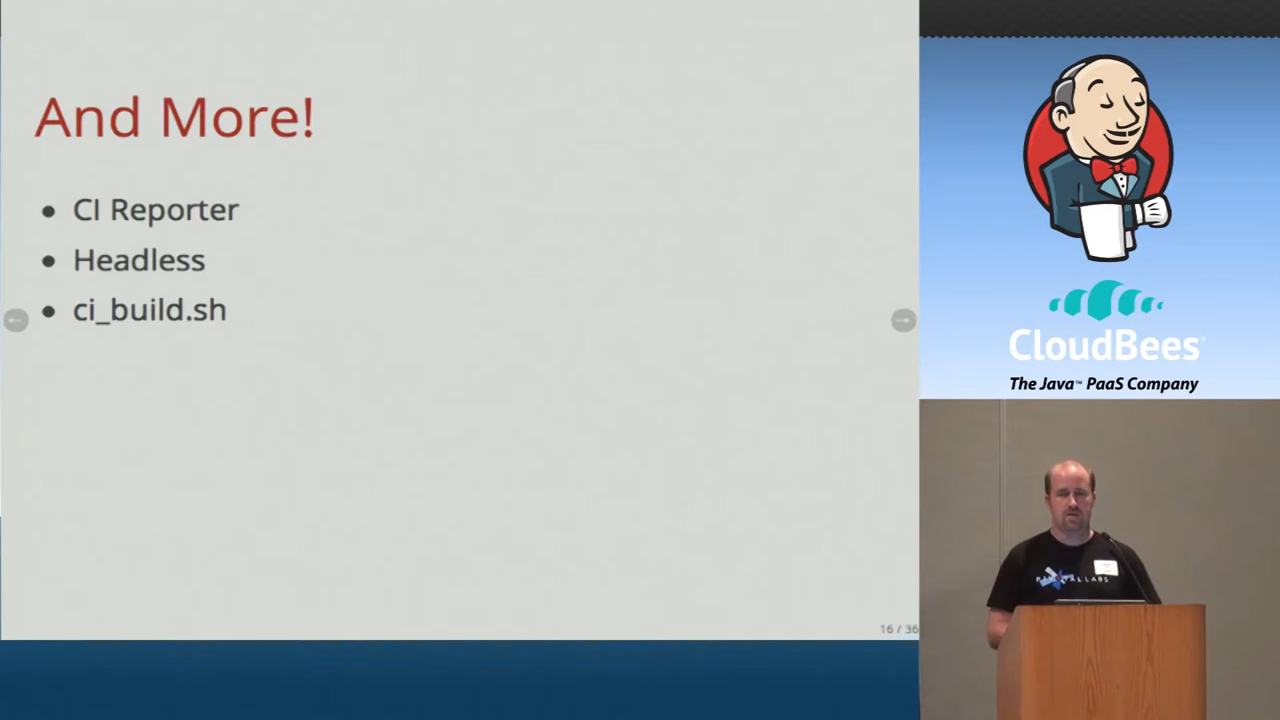 And More!
CI Reporter
Headless
ci_build.sh
16 / 36
CloudBees
The Java™ PaaS Company